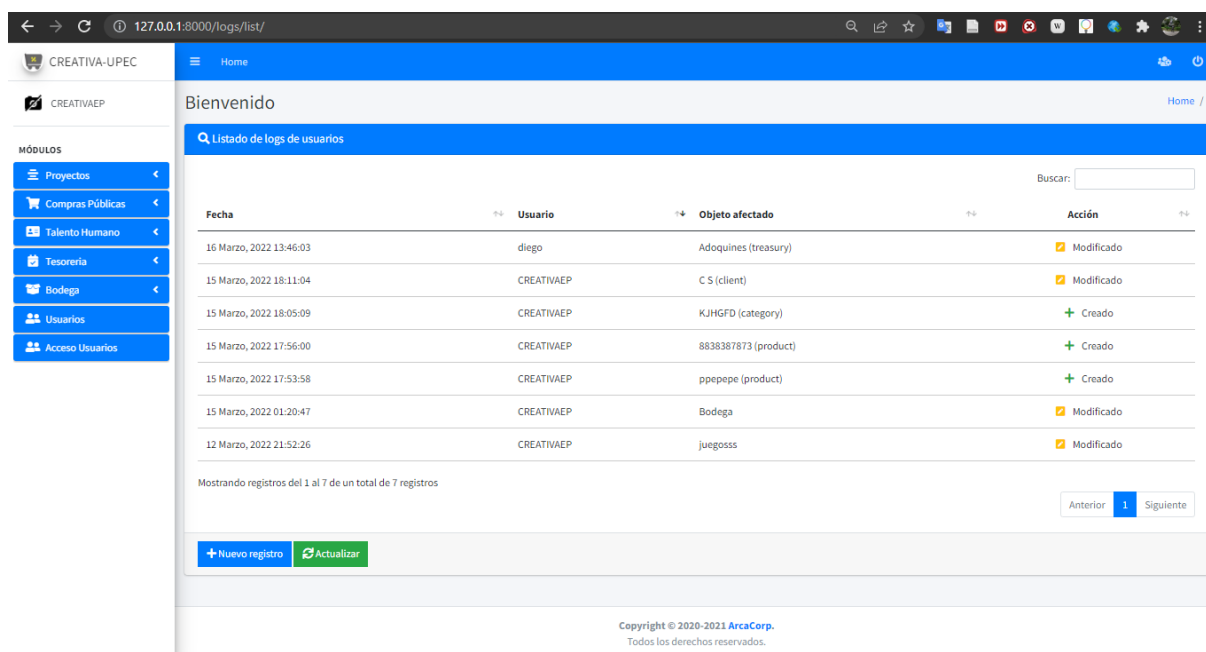 127.0.0.1:8000/logs/list/
CREATIVA-UPEC
Home
CREATIVAEP
Bienvenido
Home /
Listado de logs de usuarios
MÓDULOS
Proyectos
Compras Públicas
Talento Humano
Tesoreria
Bodega
Usuarios
Acceso Usuarios
Buscar:
Fecha Usuario Objeto afectado Acción
16 Marzo, 2022 13:46:03 diego Adoquines (treasury) Modificado
15 Marzo, 2022 18:11:04 CREATIVAEP C S (client) Modificado
15 Marzo, 2022 18:05:09 CREATIVAEP KJHGFD (category) Creado
15 Marzo, 2022 17:56:00 CREATIVAEP 8838387873 (product) Creado
15 Marzo, 2022 17:53:58 CREATIVAEP ppepepe (product) Creado
15 Marzo, 2022 01:20:47 CREATIVAEP Bodega Modificado
12 Marzo, 2022 21:52:26 CREATIVAEP juegosss Modificado
Mostrando registros del 1 al 7 de un total de 7 registros
Anterior 1 Siguiente
Nuevo registro Actualizar
Copyright © 2020-2021 ArcaCorp.
Todos los derechos reservados.